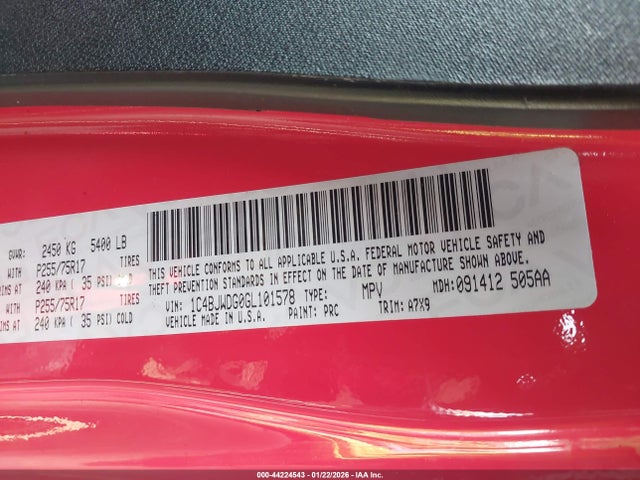 GVWR: 2450 KG 5400 LB
WITH P255/75R17 TIRES
RIMS AT 240 KPA ( 35 PSI) COLD
WITH P255/75R17 TIRES
RIMS AT 240 KPA ( 35 PSI) COLD
THIS VEHICLE CONFORMS TO ALL APPLICABLE U.S.A. FEDERAL MOTOR VEHICLE SAFETY AND
THEFT PREVENTION STANDARDS IN EFFECT ON THE DATE OF MANUFACTURE SHOWN ABOVE.
VIN: 1C4BJWDG0GL101578 TYPE: MPV MDH: 091412 505AA
VEHICLE MADE IN U.S.A. PAINT: PRC TRIM: A7X9
000-44224543 - 01/22/2026 - IAA Inc.